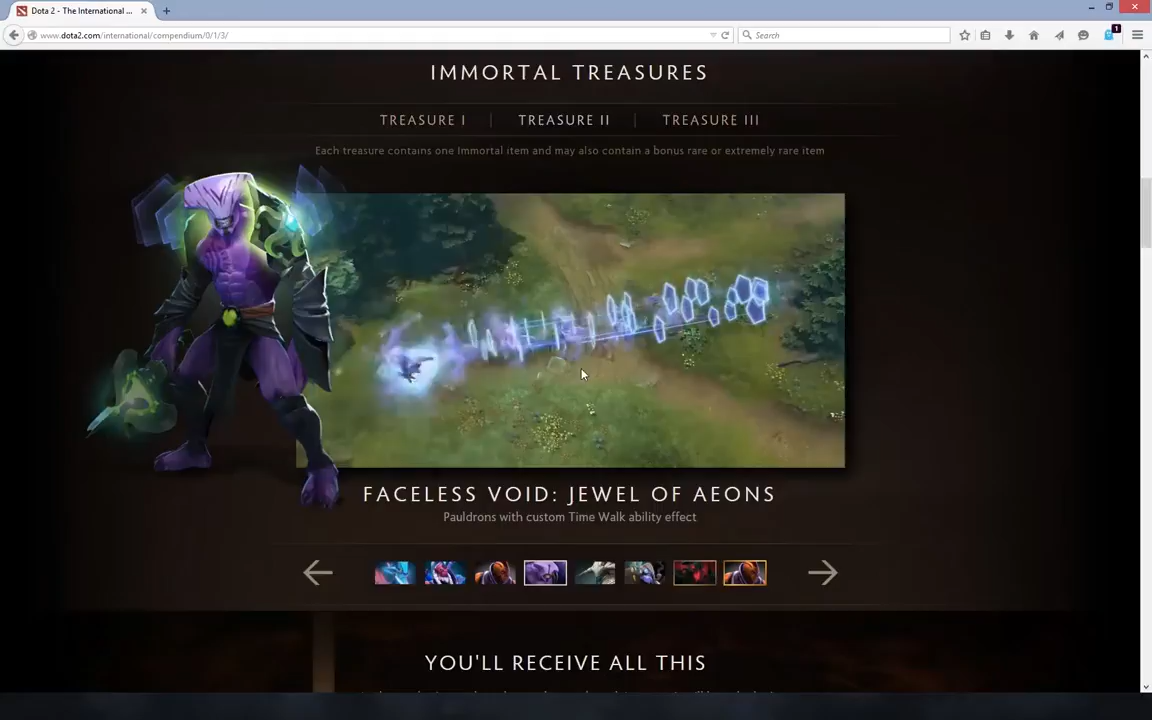 Dota 2 - The International ...
www.dota2.com/international/compendium/0/1/3/
Search
1
IMMORTAL TREASURES
TREASURE I | TREASURE II | TREASURE III
Each treasure contains one Immortal item and may also contain a bonus rare or extremely rare item
FACELESS VOID: JEWEL OF AEONS
Pauldrons with custom Time Walk ability effect
YOU'LL RECEIVE ALL THIS